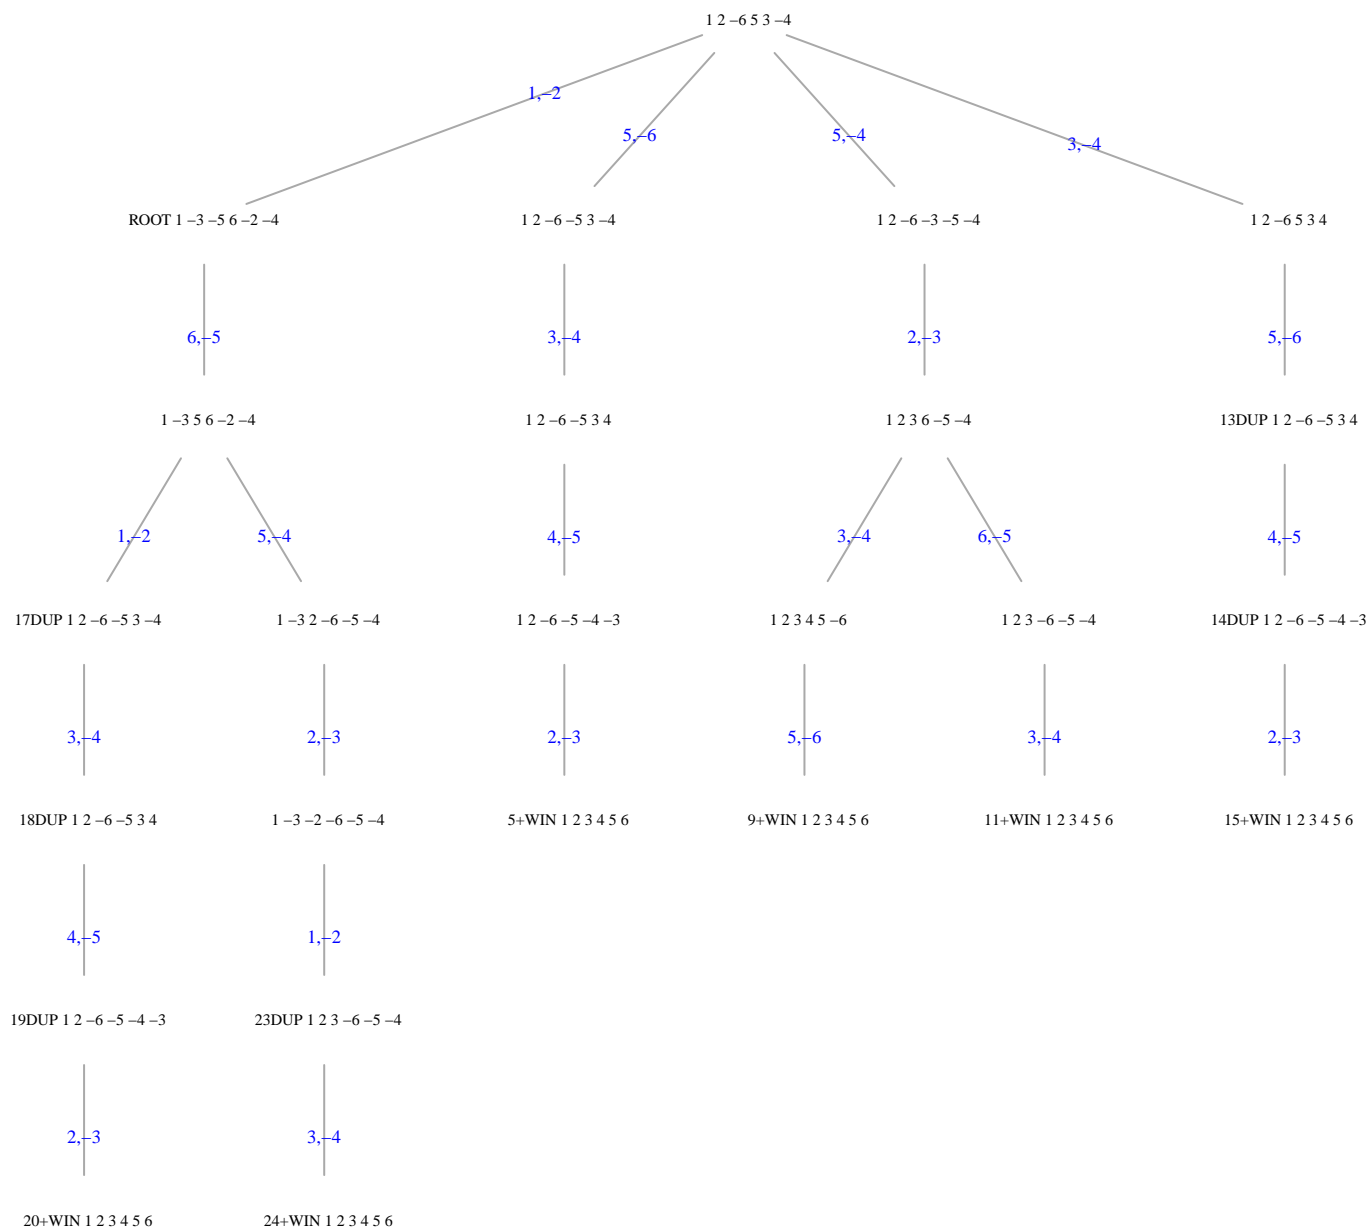 1 2 −6 5 3 −4
1,−2
5,−6
5,−4
3,−4
ROOT 1 −3 −5 6 −2 −4
1 2 −6 −5 3 −4
1 2 −6 −3 −5 −4
1 2 −6 5 3 4
6,−5
3,−4
2,−3
5,−6
1 −3 5 6 −2 −4
1 2 −6 −5 3 4
1 2 3 6 −5 −4
13DUP 1 2 −6 −5 3 4
1,−2
5,−4
4,−5
3,−4
6,−5
4,−5
17DUP 1 2 −6 −5 3 −4
1 −3 2 −6 −5 −4
1 2 −6 −5 −4 −3
1 2 3 4 5 −6
1 2 3 −6 −5 −4
14DUP 1 2 −6 −5 −4 −3
3,−4
2,−3
2,−3
5,−6
3,−4
2,−3
18DUP 1 2 −6 −5 3 4
1 −3 −2 −6 −5 −4
5+WIN 1 2 3 4 5 6
9+WIN 1 2 3 4 5 6
11+WIN 1 2 3 4 5 6
15+WIN 1 2 3 4 5 6
4,−5
1,−2
19DUP 1 2 −6 −5 −4 −3
23DUP 1 2 3 −6 −5 −4
2,−3
3,−4
20+WIN 1 2 3 4 5 6
24+WIN 1 2 3 4 5 6